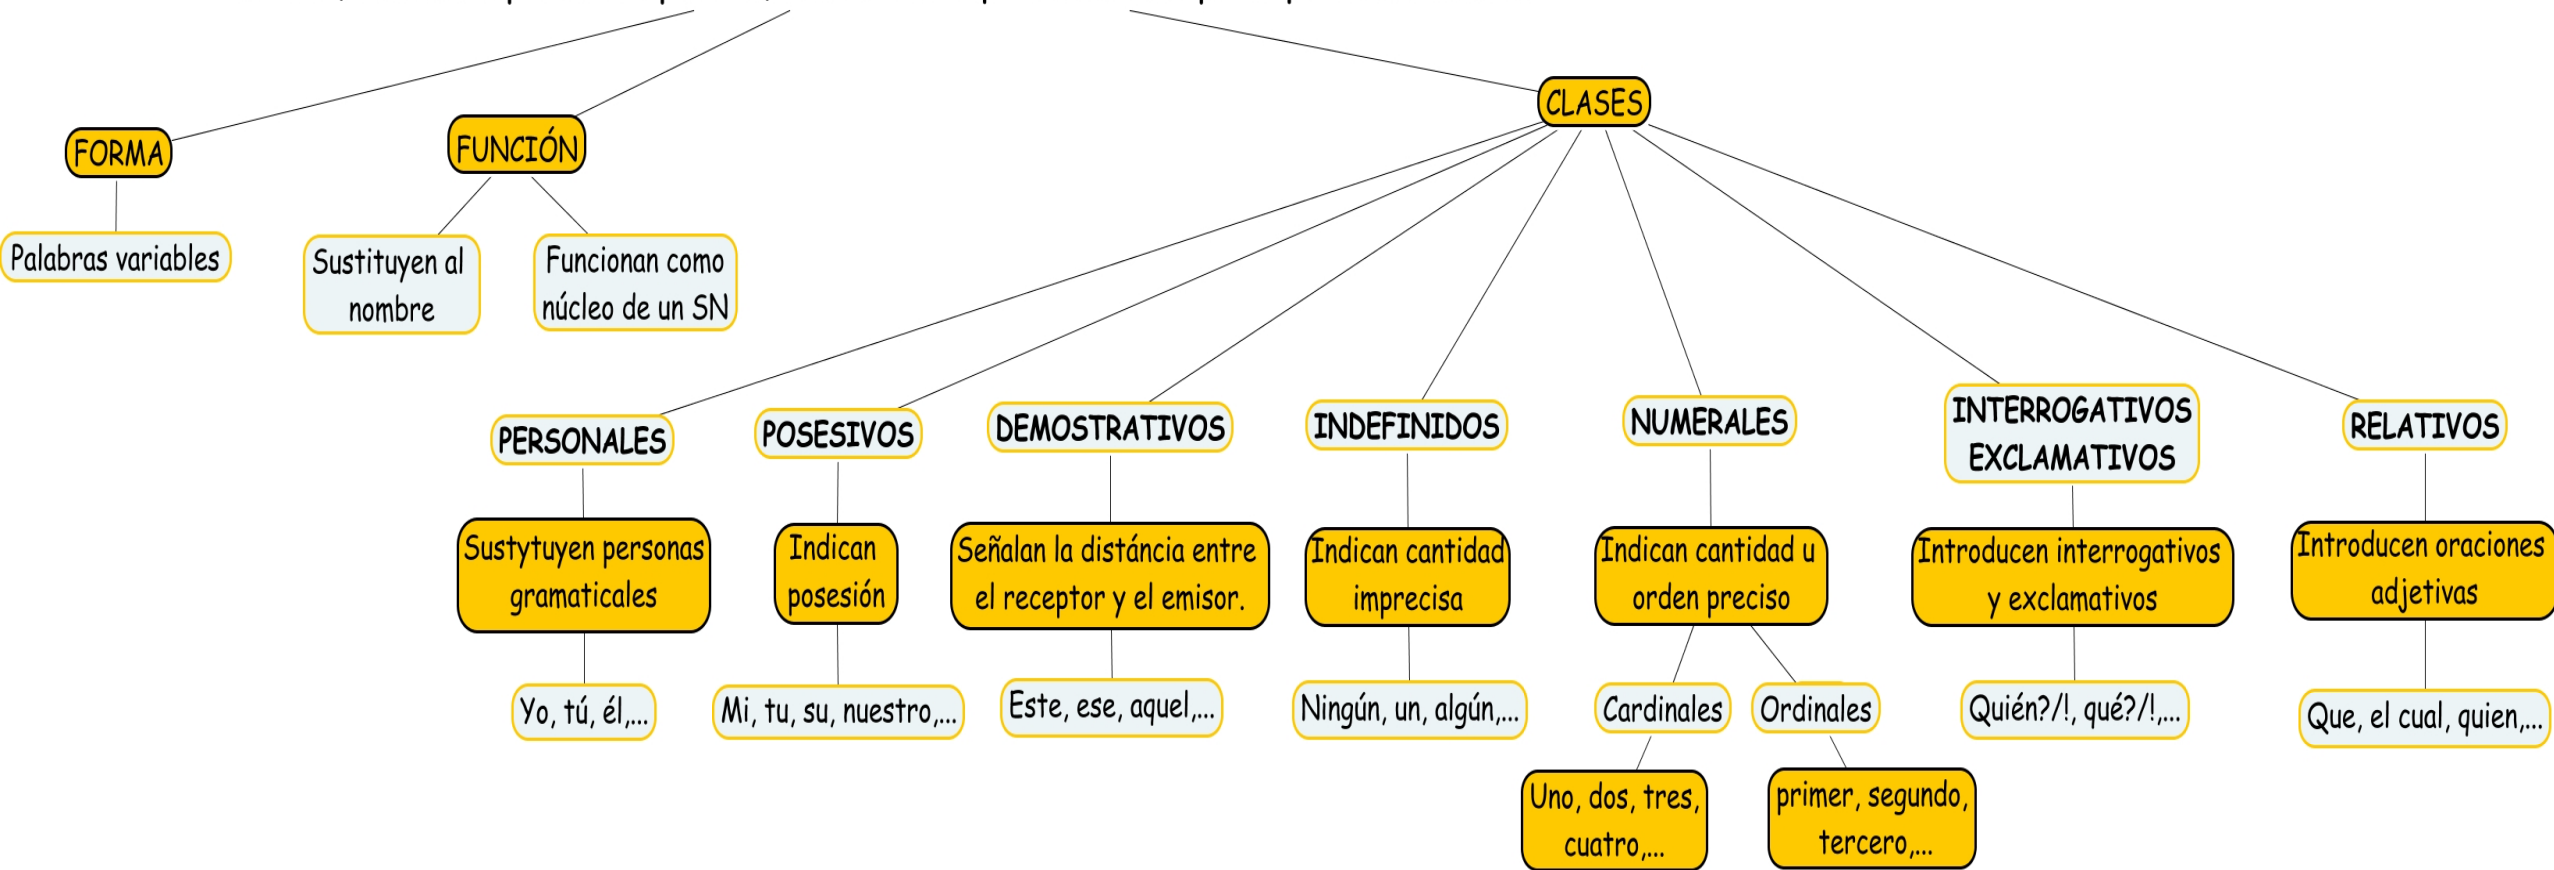 CLASES
FORMA
FUNCIÓN
Palabras variables
Sustituyen al
nombre
Funcionan como
núcleo de un SN
PERSONALES
POSESIVOS
DEMOSTRATIVOS
INDEFINIDOS
NUMERALES
INTERROGATIVOS
EXCLAMATIVOS
RELATIVOS
Sustytuyen personas
gramaticales
Indican
posesión
Señalan la distáncia entre
el receptor y el emisor.
Indican cantidad
imprecisa
Indican cantidad u
orden preciso
Introducen interrogativos
y exclamativos
Introducen oraciones
adjetivas
Yo, tú, él,...
Mi, tu, su, nuestro,...
Este, ese, aquel,...
Ningún, un, algún,...
Cardinales
Ordinales
Quién?/!, qué?/!,...
Que, el cual, quien,...
Uno, dos, tres,
cuatro,...
primer, segundo,
tercero,...